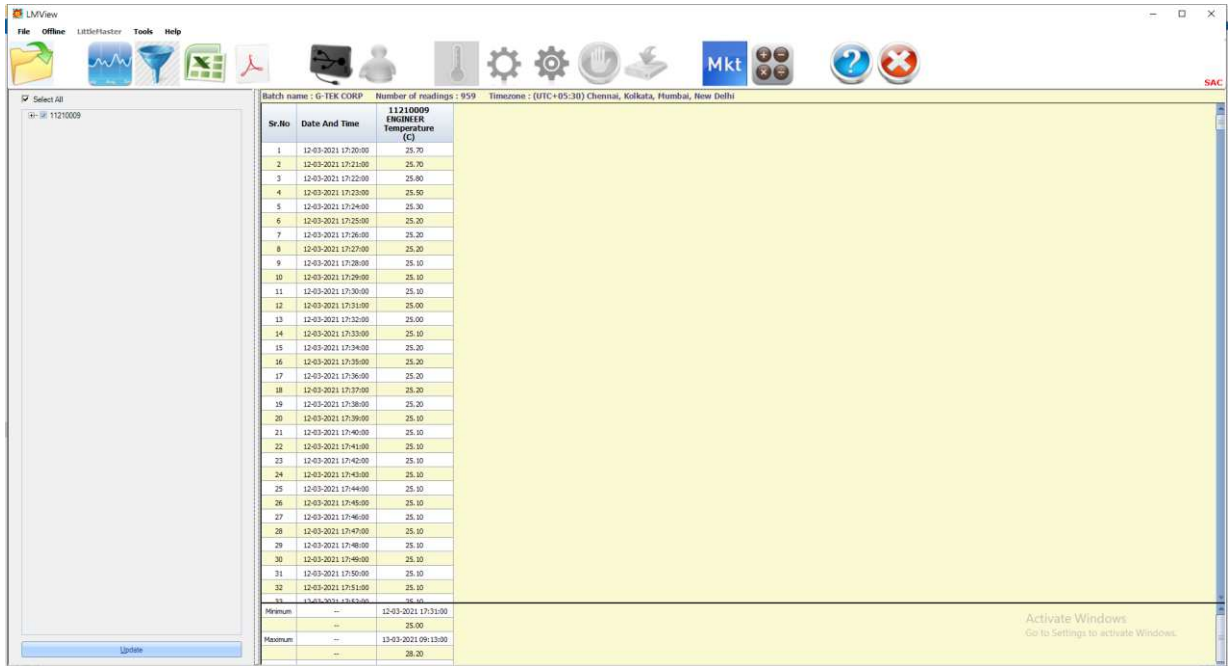 LMView
File Offline LittleMaster Tools Help
Mkt
SAC
Select All
11210009
Batch name : G-TEK CORP Number of readings : 959 Timezone : (UTC+05:30) Chennai, Kolkata, Mumbai, New Delhi
Sr.No Date And Time 11210009 ENGINEER Temperature (C)
1 12-03-2021 17:20:00 25.70
2 12-03-2021 17:21:00 25.70
3 12-03-2021 17:22:00 25.80
4 12-03-2021 17:23:00 25.50
5 12-03-2021 17:24:00 25.30
6 12-03-2021 17:25:00 25.20
7 12-03-2021 17:26:00 25.20
8 12-03-2021 17:27:00 25.20
9 12-03-2021 17:28:00 25.10
10 12-03-2021 17:29:00 25.10
11 12-03-2021 17:30:00 25.10
12 12-03-2021 17:31:00 25.00
13 12-03-2021 17:32:00 25.00
14 12-03-2021 17:33:00 25.10
15 12-03-2021 17:34:00 25.20
16 12-03-2021 17:35:00 25.20
17 12-03-2021 17:36:00 25.20
18 12-03-2021 17:37:00 25.20
19 12-03-2021 17:38:00 25.20
20 12-03-2021 17:39:00 25.10
21 12-03-2021 17:40:00 25.10
22 12-03-2021 17:41:00 25.10
23 12-03-2021 17:42:00 25.10
24 12-03-2021 17:43:00 25.10
25 12-03-2021 17:44:00 25.10
26 12-03-2021 17:45:00 25.10
27 12-03-2021 17:46:00 25.10
28 12-03-2021 17:47:00 25.10
29 12-03-2021 17:48:00 25.10
30 12-03-2021 17:49:00 25.10
31 12-03-2021 17:50:00 25.10
32 12-03-2021 17:51:00 25.10
Minimum -- 12-03-2021 17:31:00
-- 25.00
Maximum -- 13-03-2021 09:13:00
-- 28.20
Update
Activate Windows
Go to Settings to activate Windows.